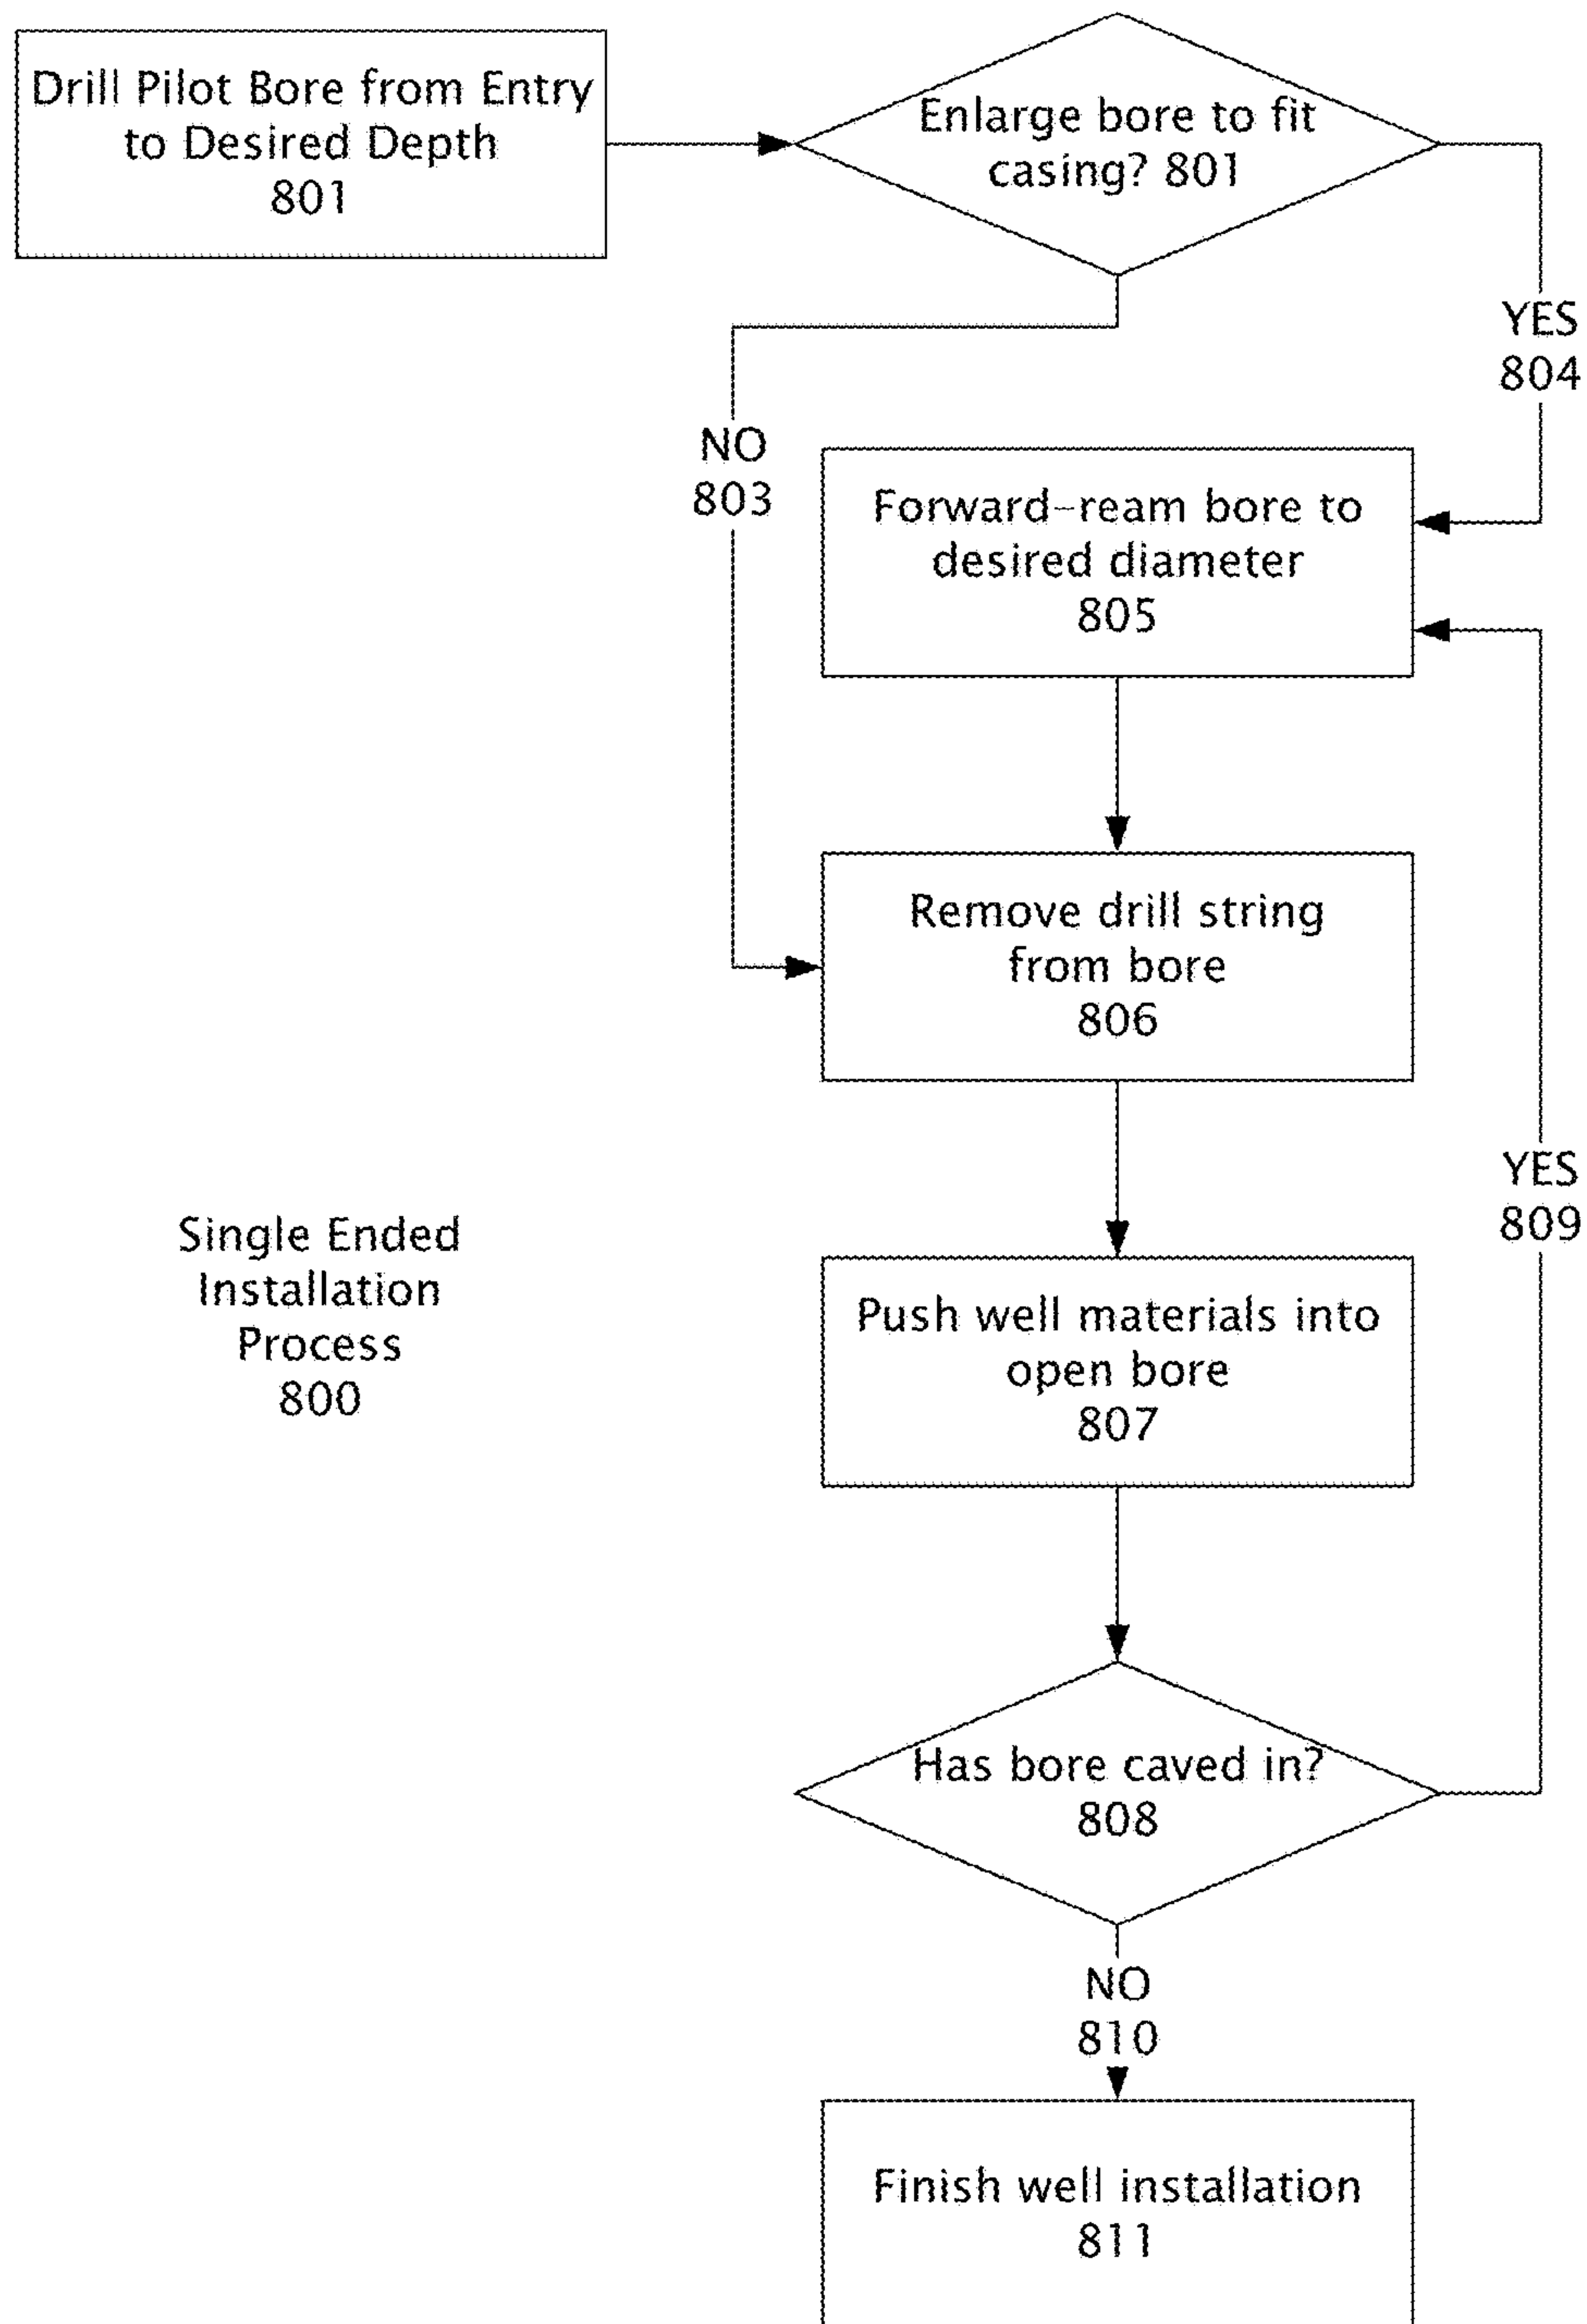 Drill Pilot Bore from Entry
to Desired Depth
801
Enlarge bore to fit
casing? 801
YES
804
NO
803
Forward-ream bore to
desired diameter
805
Remove drill string
from bore
806
YES
809
Single Ended
Installation
Process
800
Push well materials into
open bore
807
Has bore caved in?
808
NO
810
Finish well installation
811